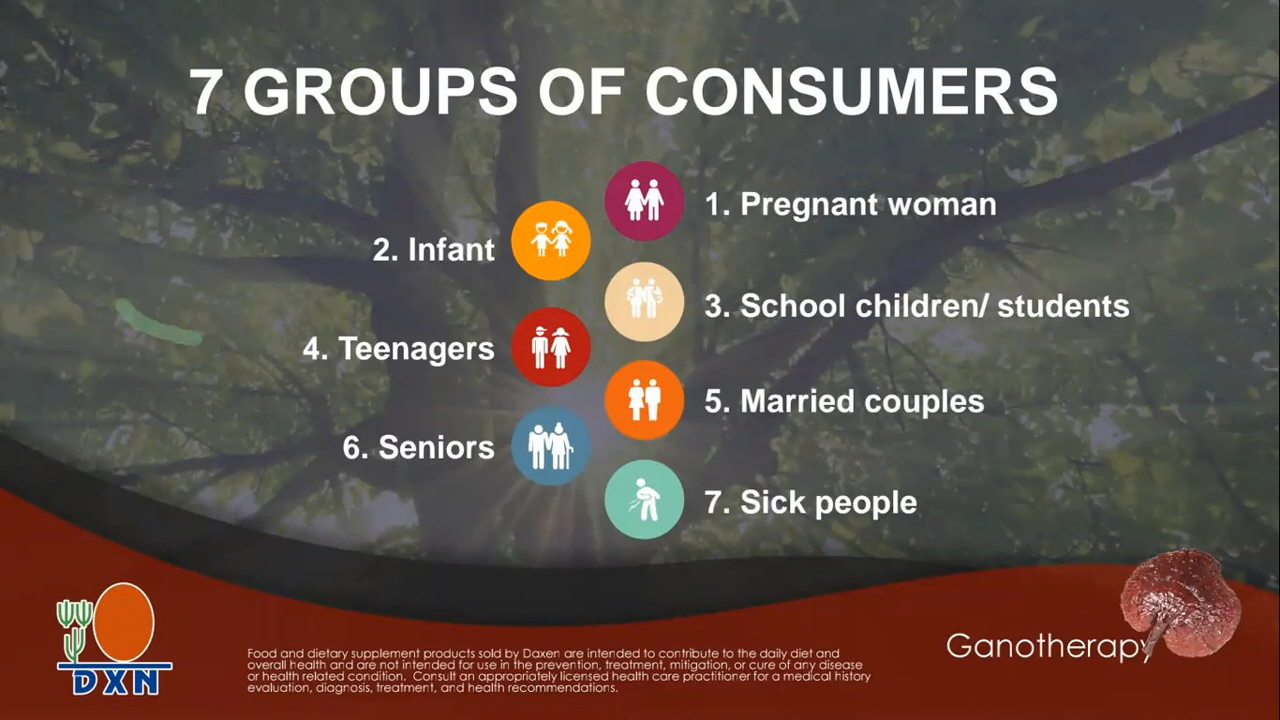 7 GROUPS OF CONSUMERS
1. Pregnant woman
2. Infant
3. School children/ students
4. Teenagers
5. Married couples
6. Seniors
7. Sick people
DXN
Food and dietary supplement products sold by Daxen are intended to contribute to the daily diet and
overall health and are not intended for use in the prevention, treatment, mitigation, or cure of any disease
or health related condition. Consult an appropriately licensed health care practitioner for a medical history
evaluation, diagnosis, treatment, and health recommendations.
Ganotherapy